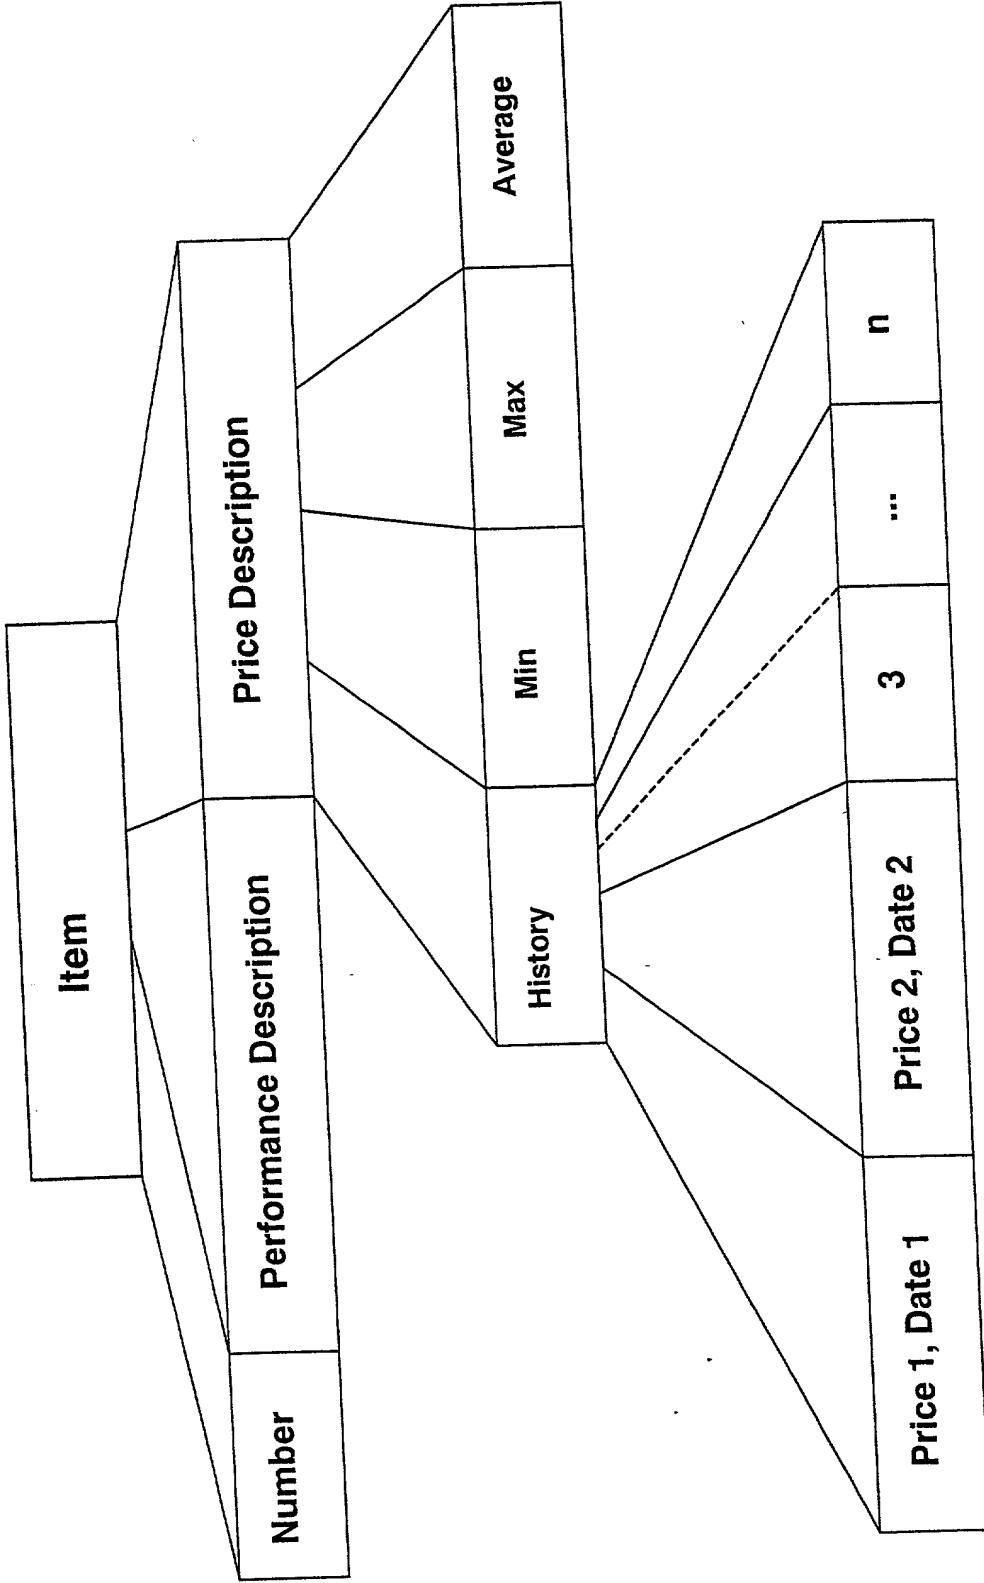 Item
Number
Performance Description
Price Description
History
Min
Max
Average
Price 1, Date 1
Price 2, Date 2
3
...
n